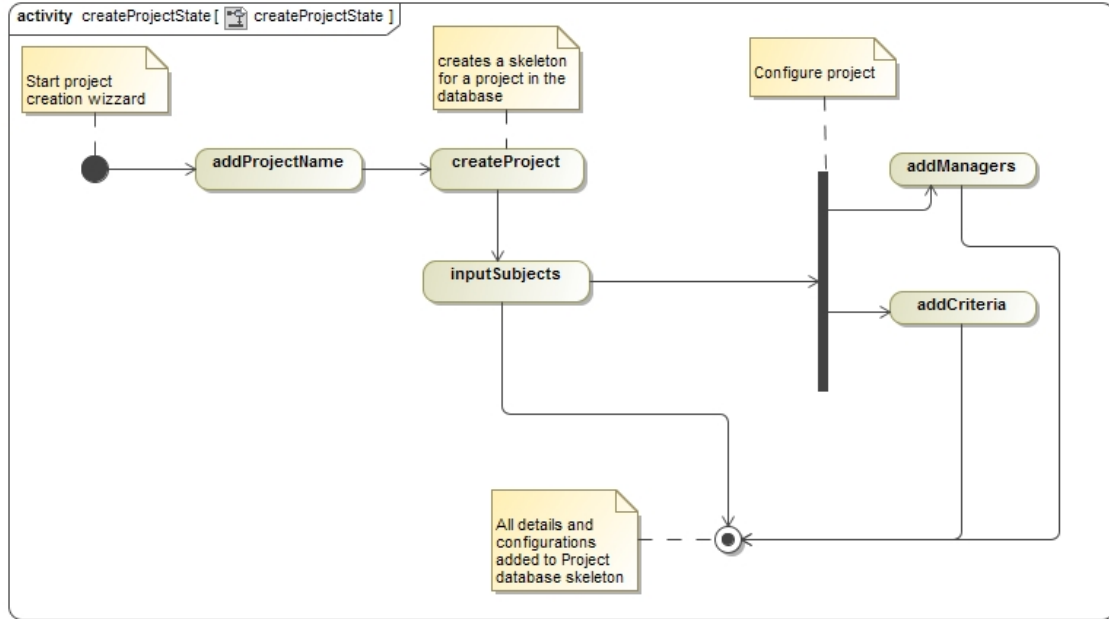 activity createProjectState [ createProjectState ]
Start project
creation wizzard
creates a skeleton
for a project in the
database
Configure project
addProjectName
createProject
addManagers
inputSubjects
addCriteria
All details and
configurations
added to Project
database skeleton